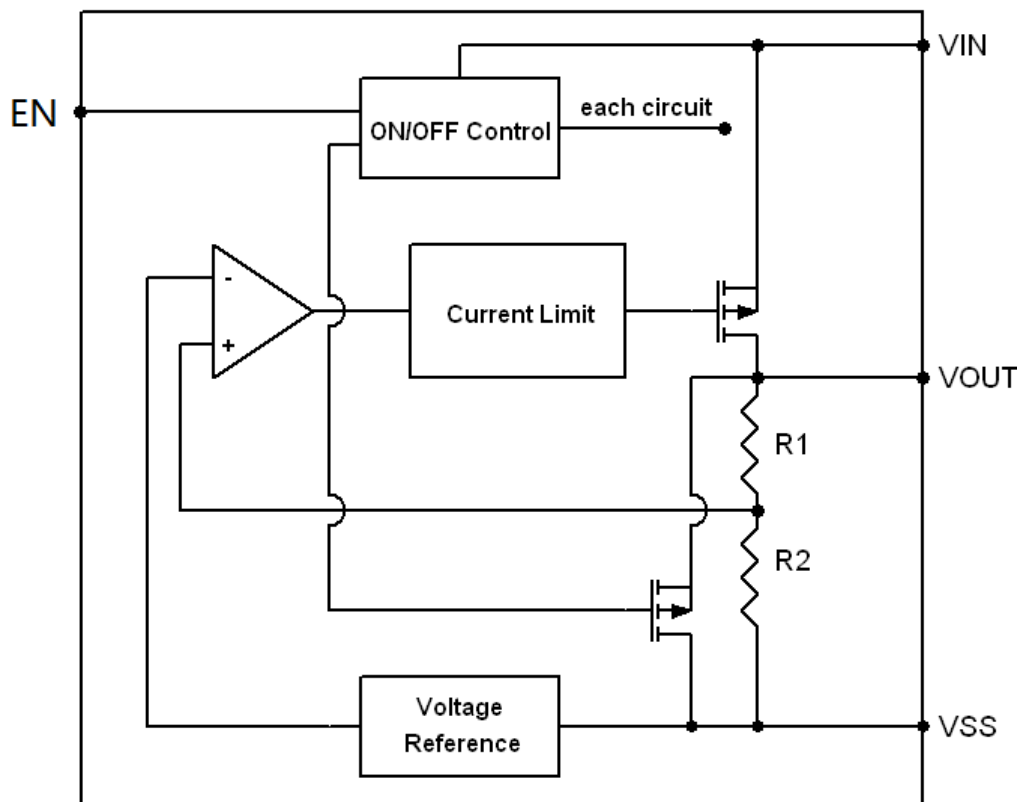 VIN
EN
each circuit
ON/OFF Control
-
+
Current Limit
VOUT
R1
R2
Voltage
Reference
VSS